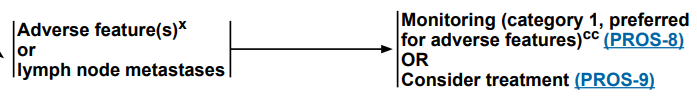 Adverse feature(s)x
or
lymph node metastases
Monitoring (category 1, preferred
for adverse features)cc (PROS-8)
OR
Consider treatment (PROS-9)